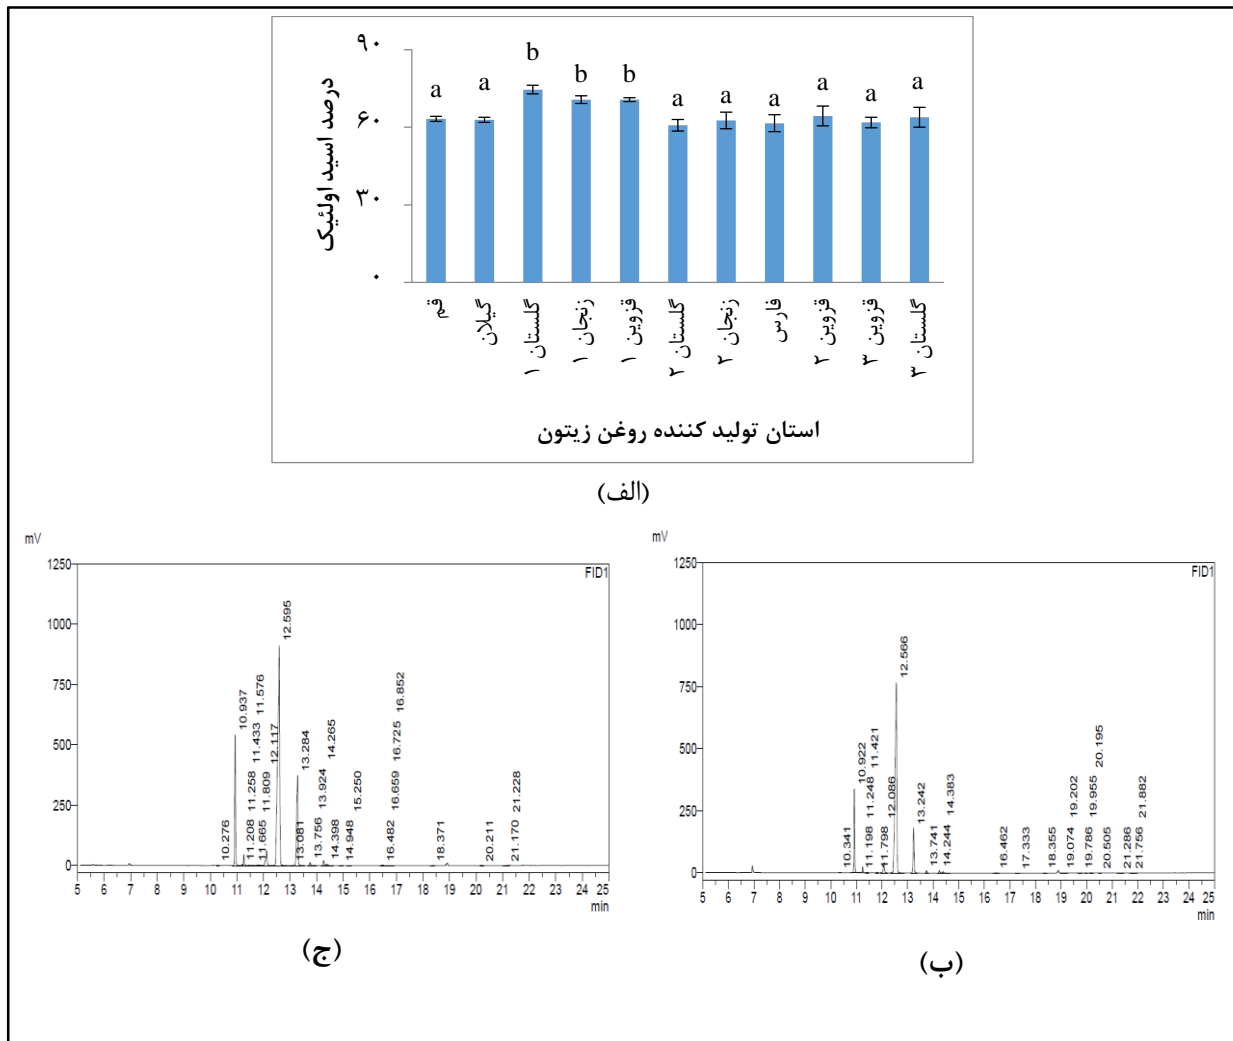 درصد اسید اولئیک
۹۰
۶۰
۳۰
۰
a a b b b a a a a a a
قم
گیلان
گلستان ۱
زنجان ۱
قزوین ۱
گلستان ۲
زنجان ۲
فارس
قزوین ۲
قزوین ۳
گلستان ۳
استان تولید کننده روغن زیتون
(الف)
mV
1250
1000
750
500
250
0
FID1
10.276
10.937
11.208
11.258
11.433
11.576
11.665
11.809
12.117
12.595
13.081
13.284
13.756
13.924
14.265
14.398
14.948
15.250
16.482
16.659
16.725
16.852
18.371
20.211
21.170
21.228
5 6 7 8 9 10 11 12 13 14 15 16 17 18 19 20 21 22 23 24 25
min
(ج)
mV
1250
1000
750
500
250
0
FID1
10.341
10.922
11.198
11.248
11.421
11.798
12.086
12.566
13.242
13.741
14.244
14.383
16.462
17.333
18.355
19.074
19.202
19.786
19.955
20.195
20.505
21.286
21.756
21.882
5 6 7 8 9 10 11 12 13 14 15 16 17 18 19 20 21 22 23 24 25
min
(ب)